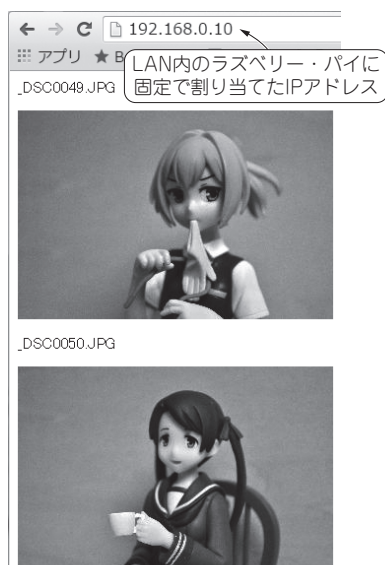 192.168.0.10
アプリ
LAN内のラズベリー・パイに
固定で割り当てたIPアドレス
_DSC0049.JPG
_DSC0050.JPG